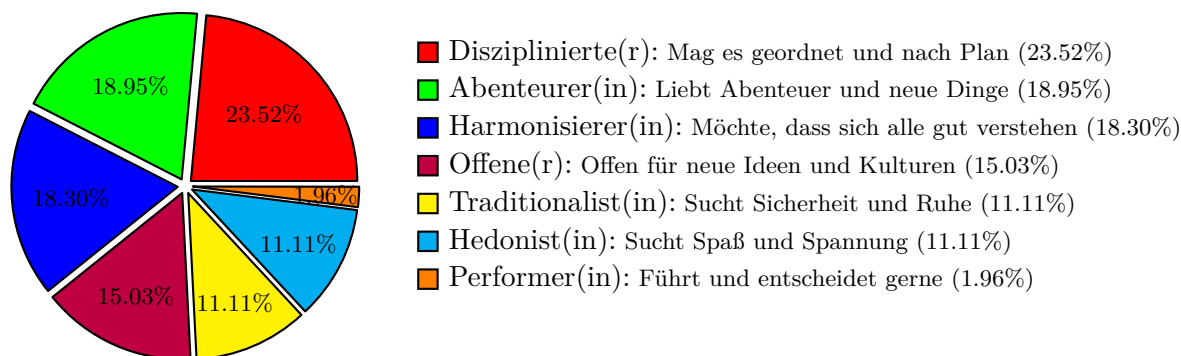 18.95%
23.52%
18.30%
1.96%
11.11%
15.03%
11.11%
Disziplinierte(r): Mag es geordnet und nach Plan (23.52%)
Abenteurer(in): Liebt Abenteuer und neue Dinge (18.95%)
Harmonisierer(in): Möchte, dass sich alle gut verstehen (18.30%)
Offene(r): Offen für neue Ideen und Kulturen (15.03%)
Traditionalist(in): Sucht Sicherheit und Ruhe (11.11%)
Hedonist(in): Sucht Spaß und Spannung (11.11%)
Performer(in): Führt und entscheidet gerne (1.96%)